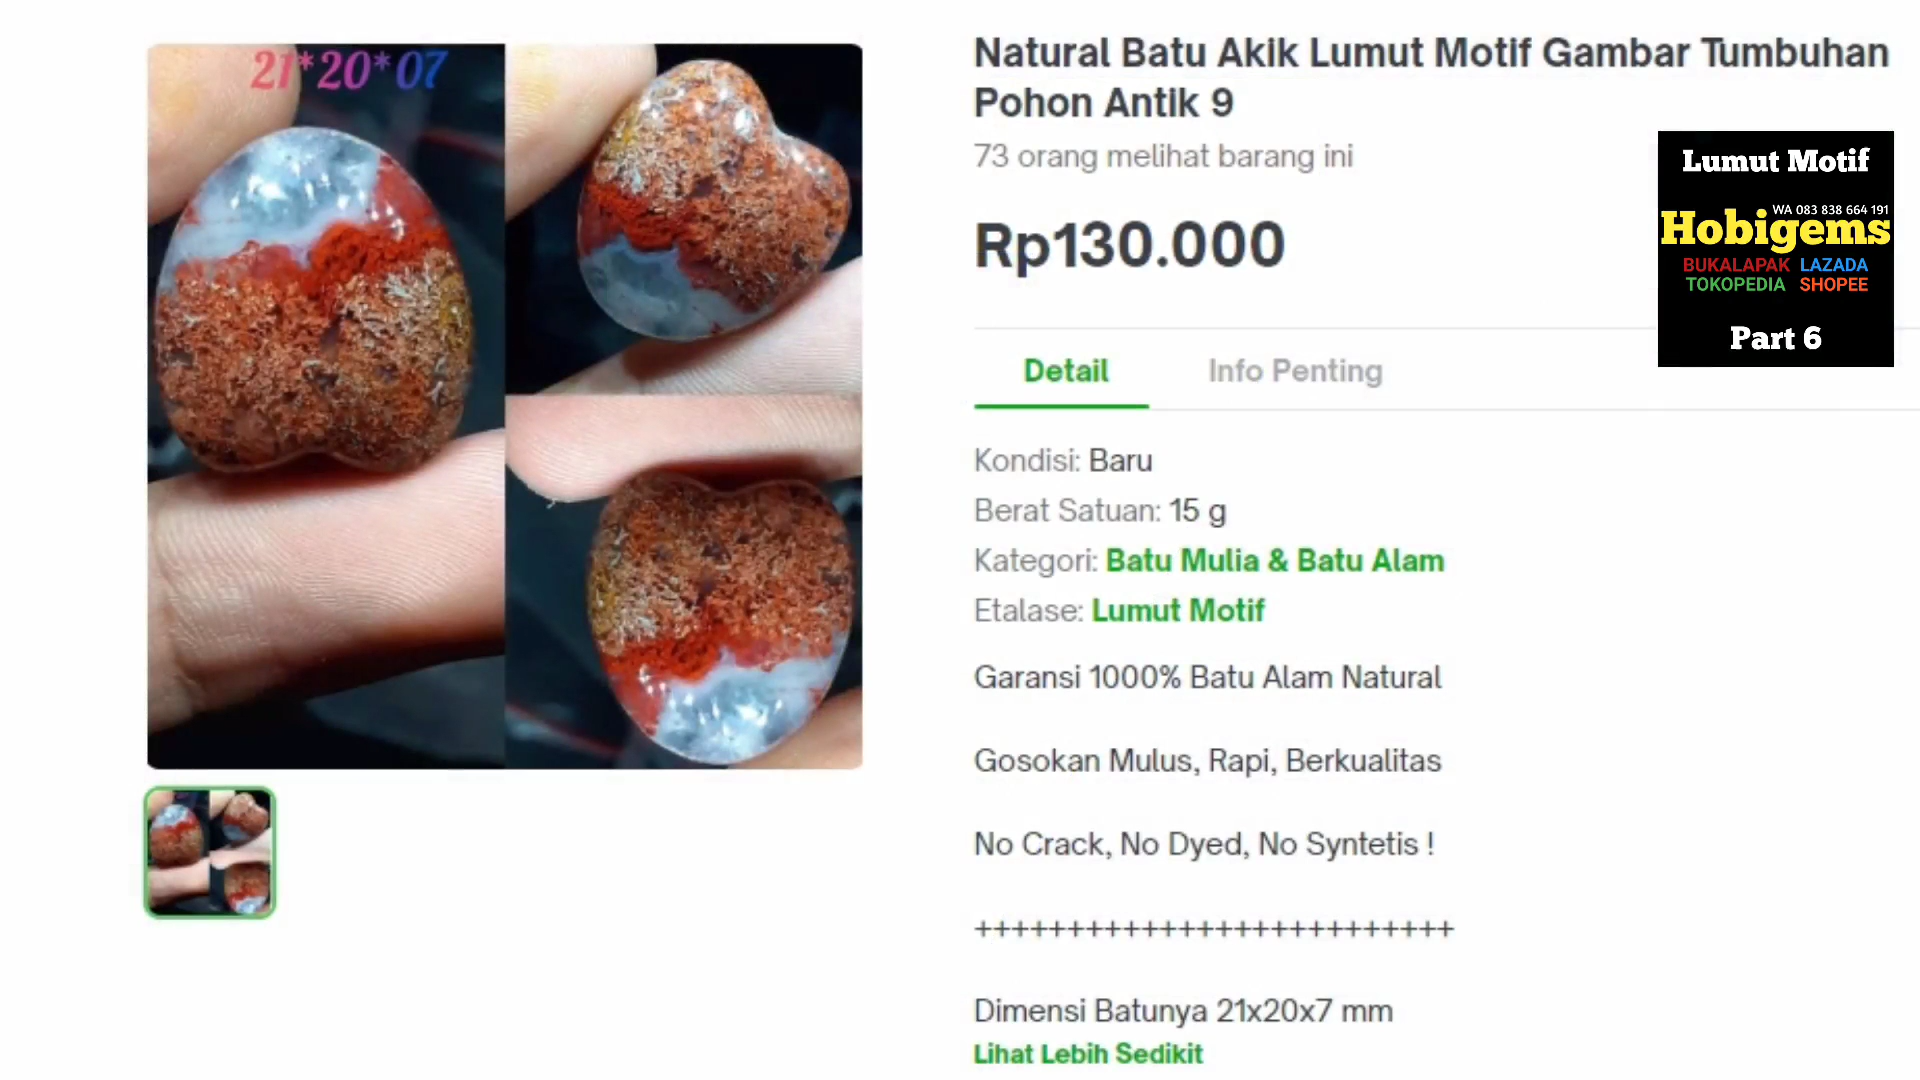 21*20*07
Natural Batu Akik Lumut Motif Gambar Tumbuhan
Pohon Antik 9
73 orang melihat barang ini
Rp130.000
Lumut Motif
WA 083 838 664 191
Hobigems
BUKALAPAK LAZADA
TOKOPEDIA SHOPEE
Part 6
Detail Info Penting
Kondisi: Baru
Berat Satuan: 15 g
Kategori: Batu Mulia & Batu Alam
Etalase: Lumut Motif
Garansi 1000% Batu Alam Natural
Gosokan Mulus, Rapi, Berkualitas
No Crack, No Dyed, No Syntetis !
++++++++++++++++++++++++++
Dimensi Batunya 21x20x7 mm
Lihat Lebih Sedikit